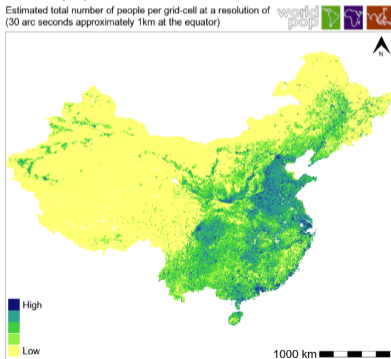 Estimated total number of people per grid-cell at a resolution of
(30 arc seconds approximately 1km at the equator)
world
pop
N
High
Low
1000 km